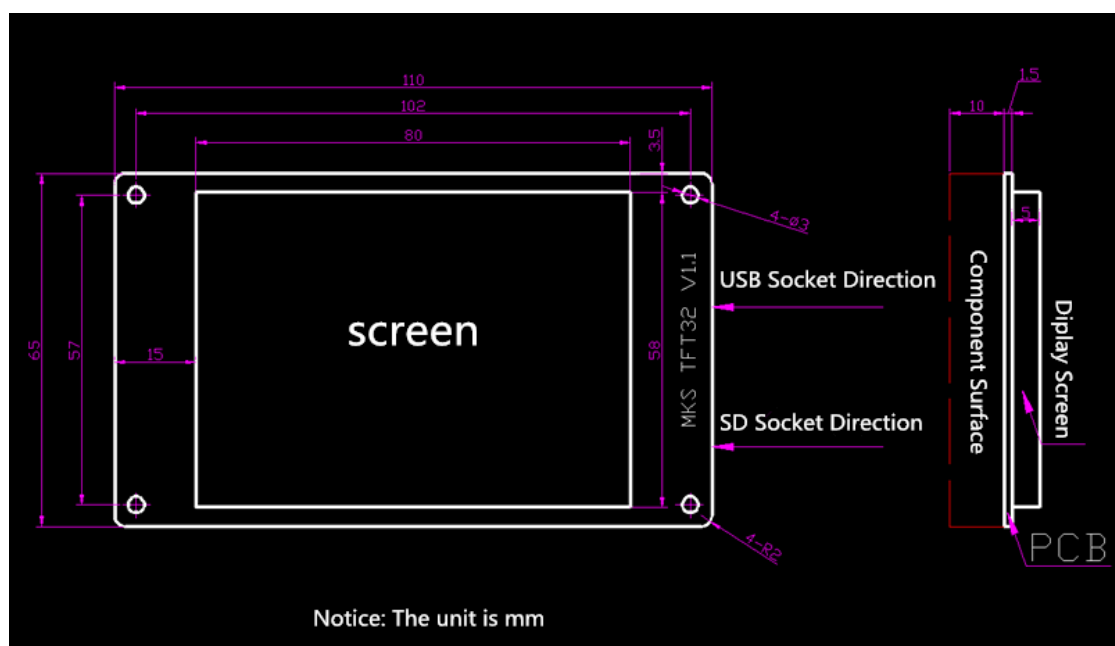 110
102
80
3.5
4-ø3
65
57
15
58
screen
MKS TFT32 V1.1
USB Socket Direction
SD Socket Direction
4-R2
10
1.5
5
Component Surface
Diplay Screen
PCB
Notice: The unit is mm